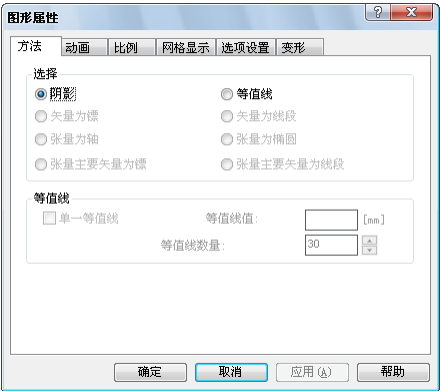 图形属性
方法 动画 比例 网格显示 选项设置 变形
选择
阴影 等值线
矢量为镖 矢量为线段
张量为轴 张量为椭圆
张量主要矢量为镖 张量主要矢量为线段
等值线
单一等值线 等值线值: [mm]
等值线数量: 30
确定 取消 应用(A) 帮助